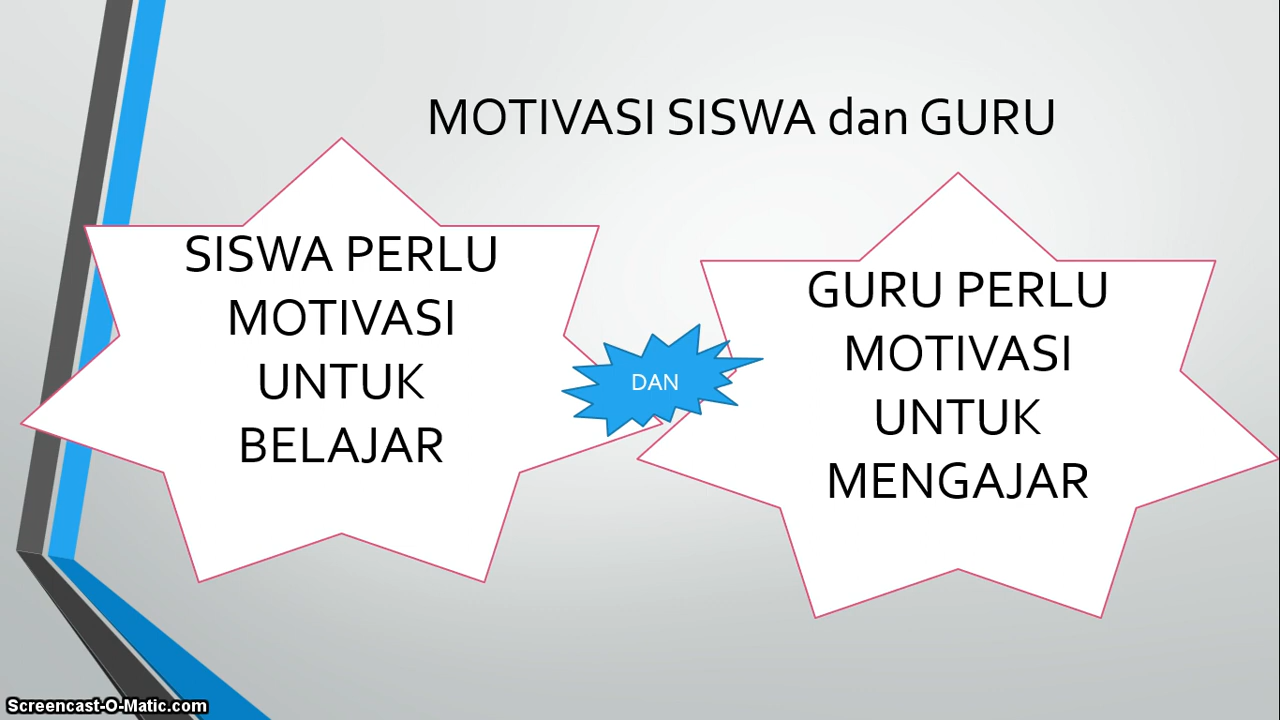 MOTIVASI SISWA dan GURU
SISWA PERLU
MOTIVASI
UNTUK
BELAJAR
DAN
GURU PERLU
MOTIVASI
UNTUK
MENGAJAR
Screencast-O-Matic.com